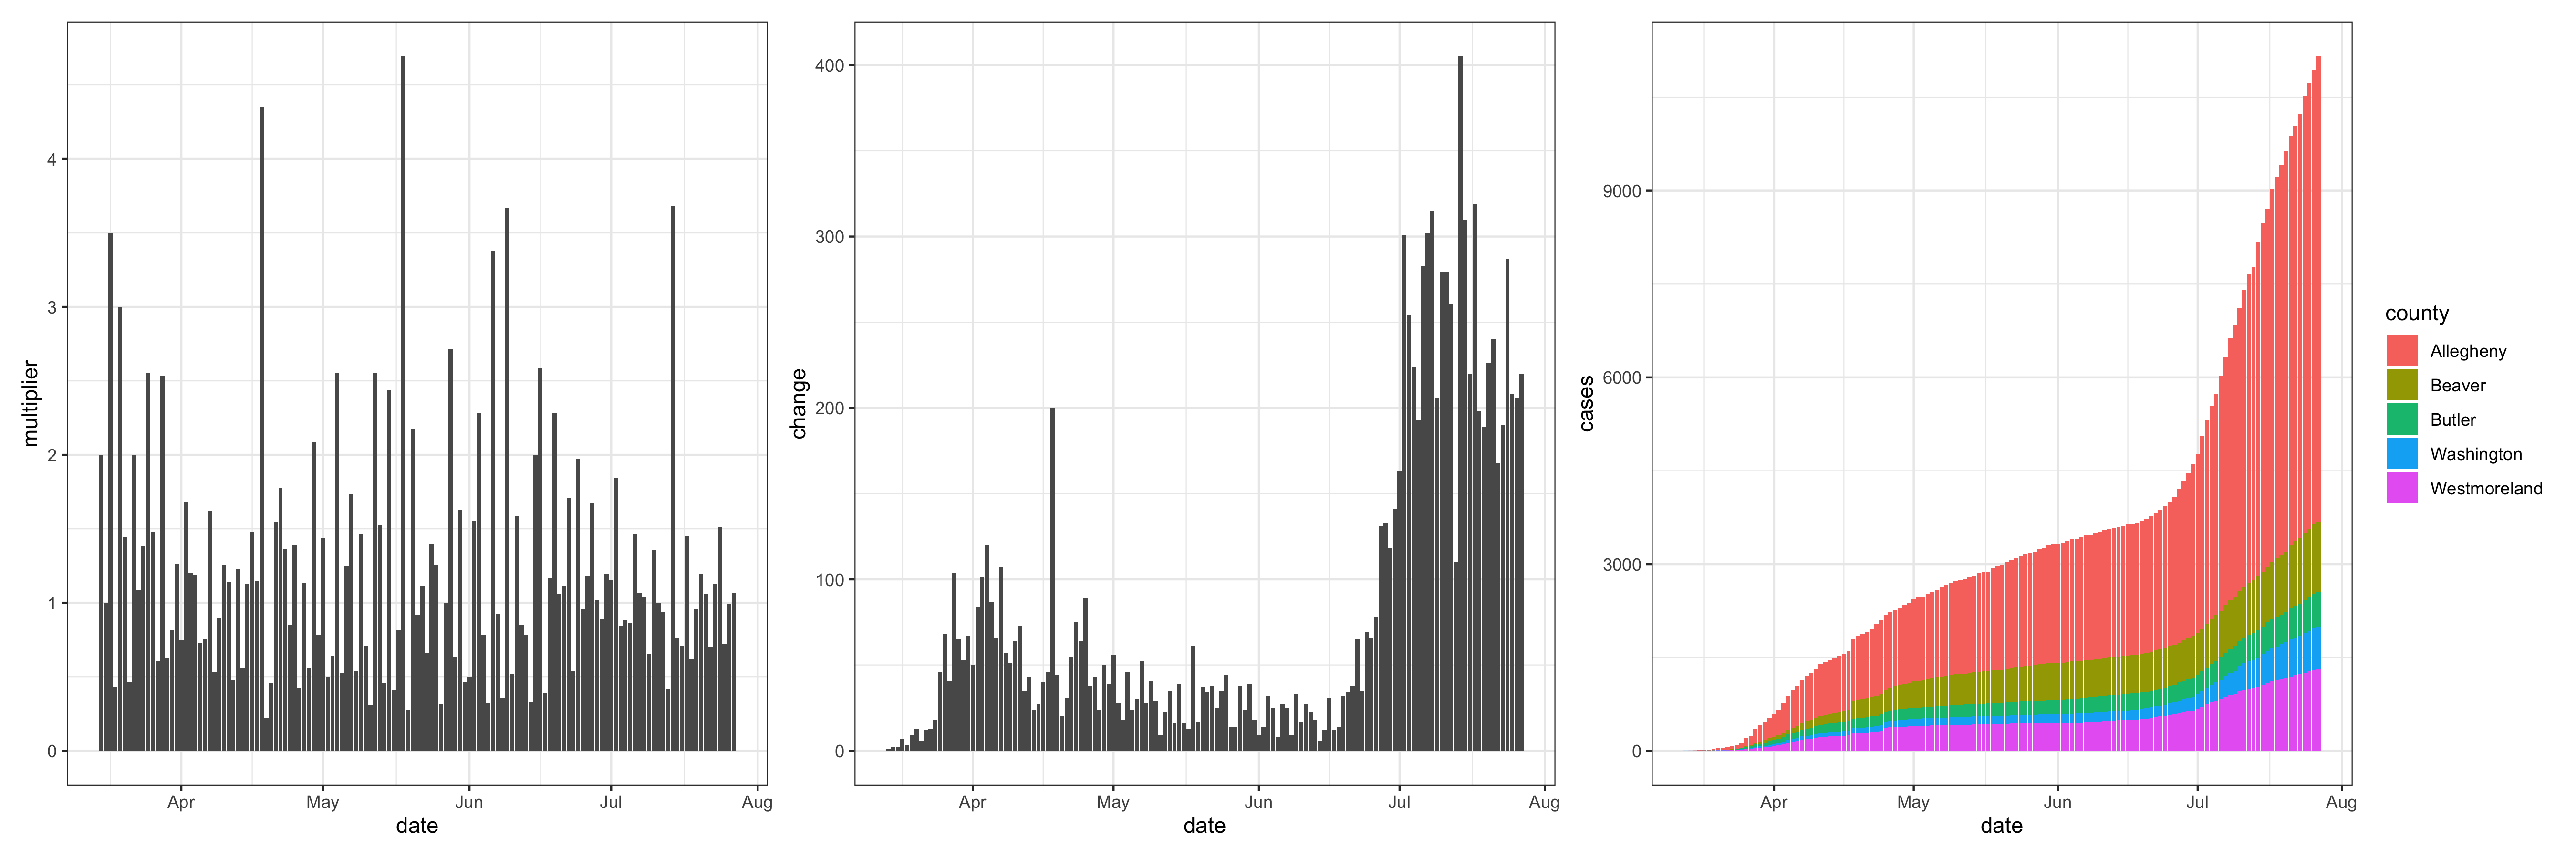 multiplier
4
3
2
1
0
Apr May Jun Jul Aug
date
change
400
300
200
100
0
Apr May Jun Jul Aug
date
cases
9000
6000
3000
0
Apr May Jun Jul Aug
date
county
Allegheny
Beaver
Butler
Washington
Westmoreland